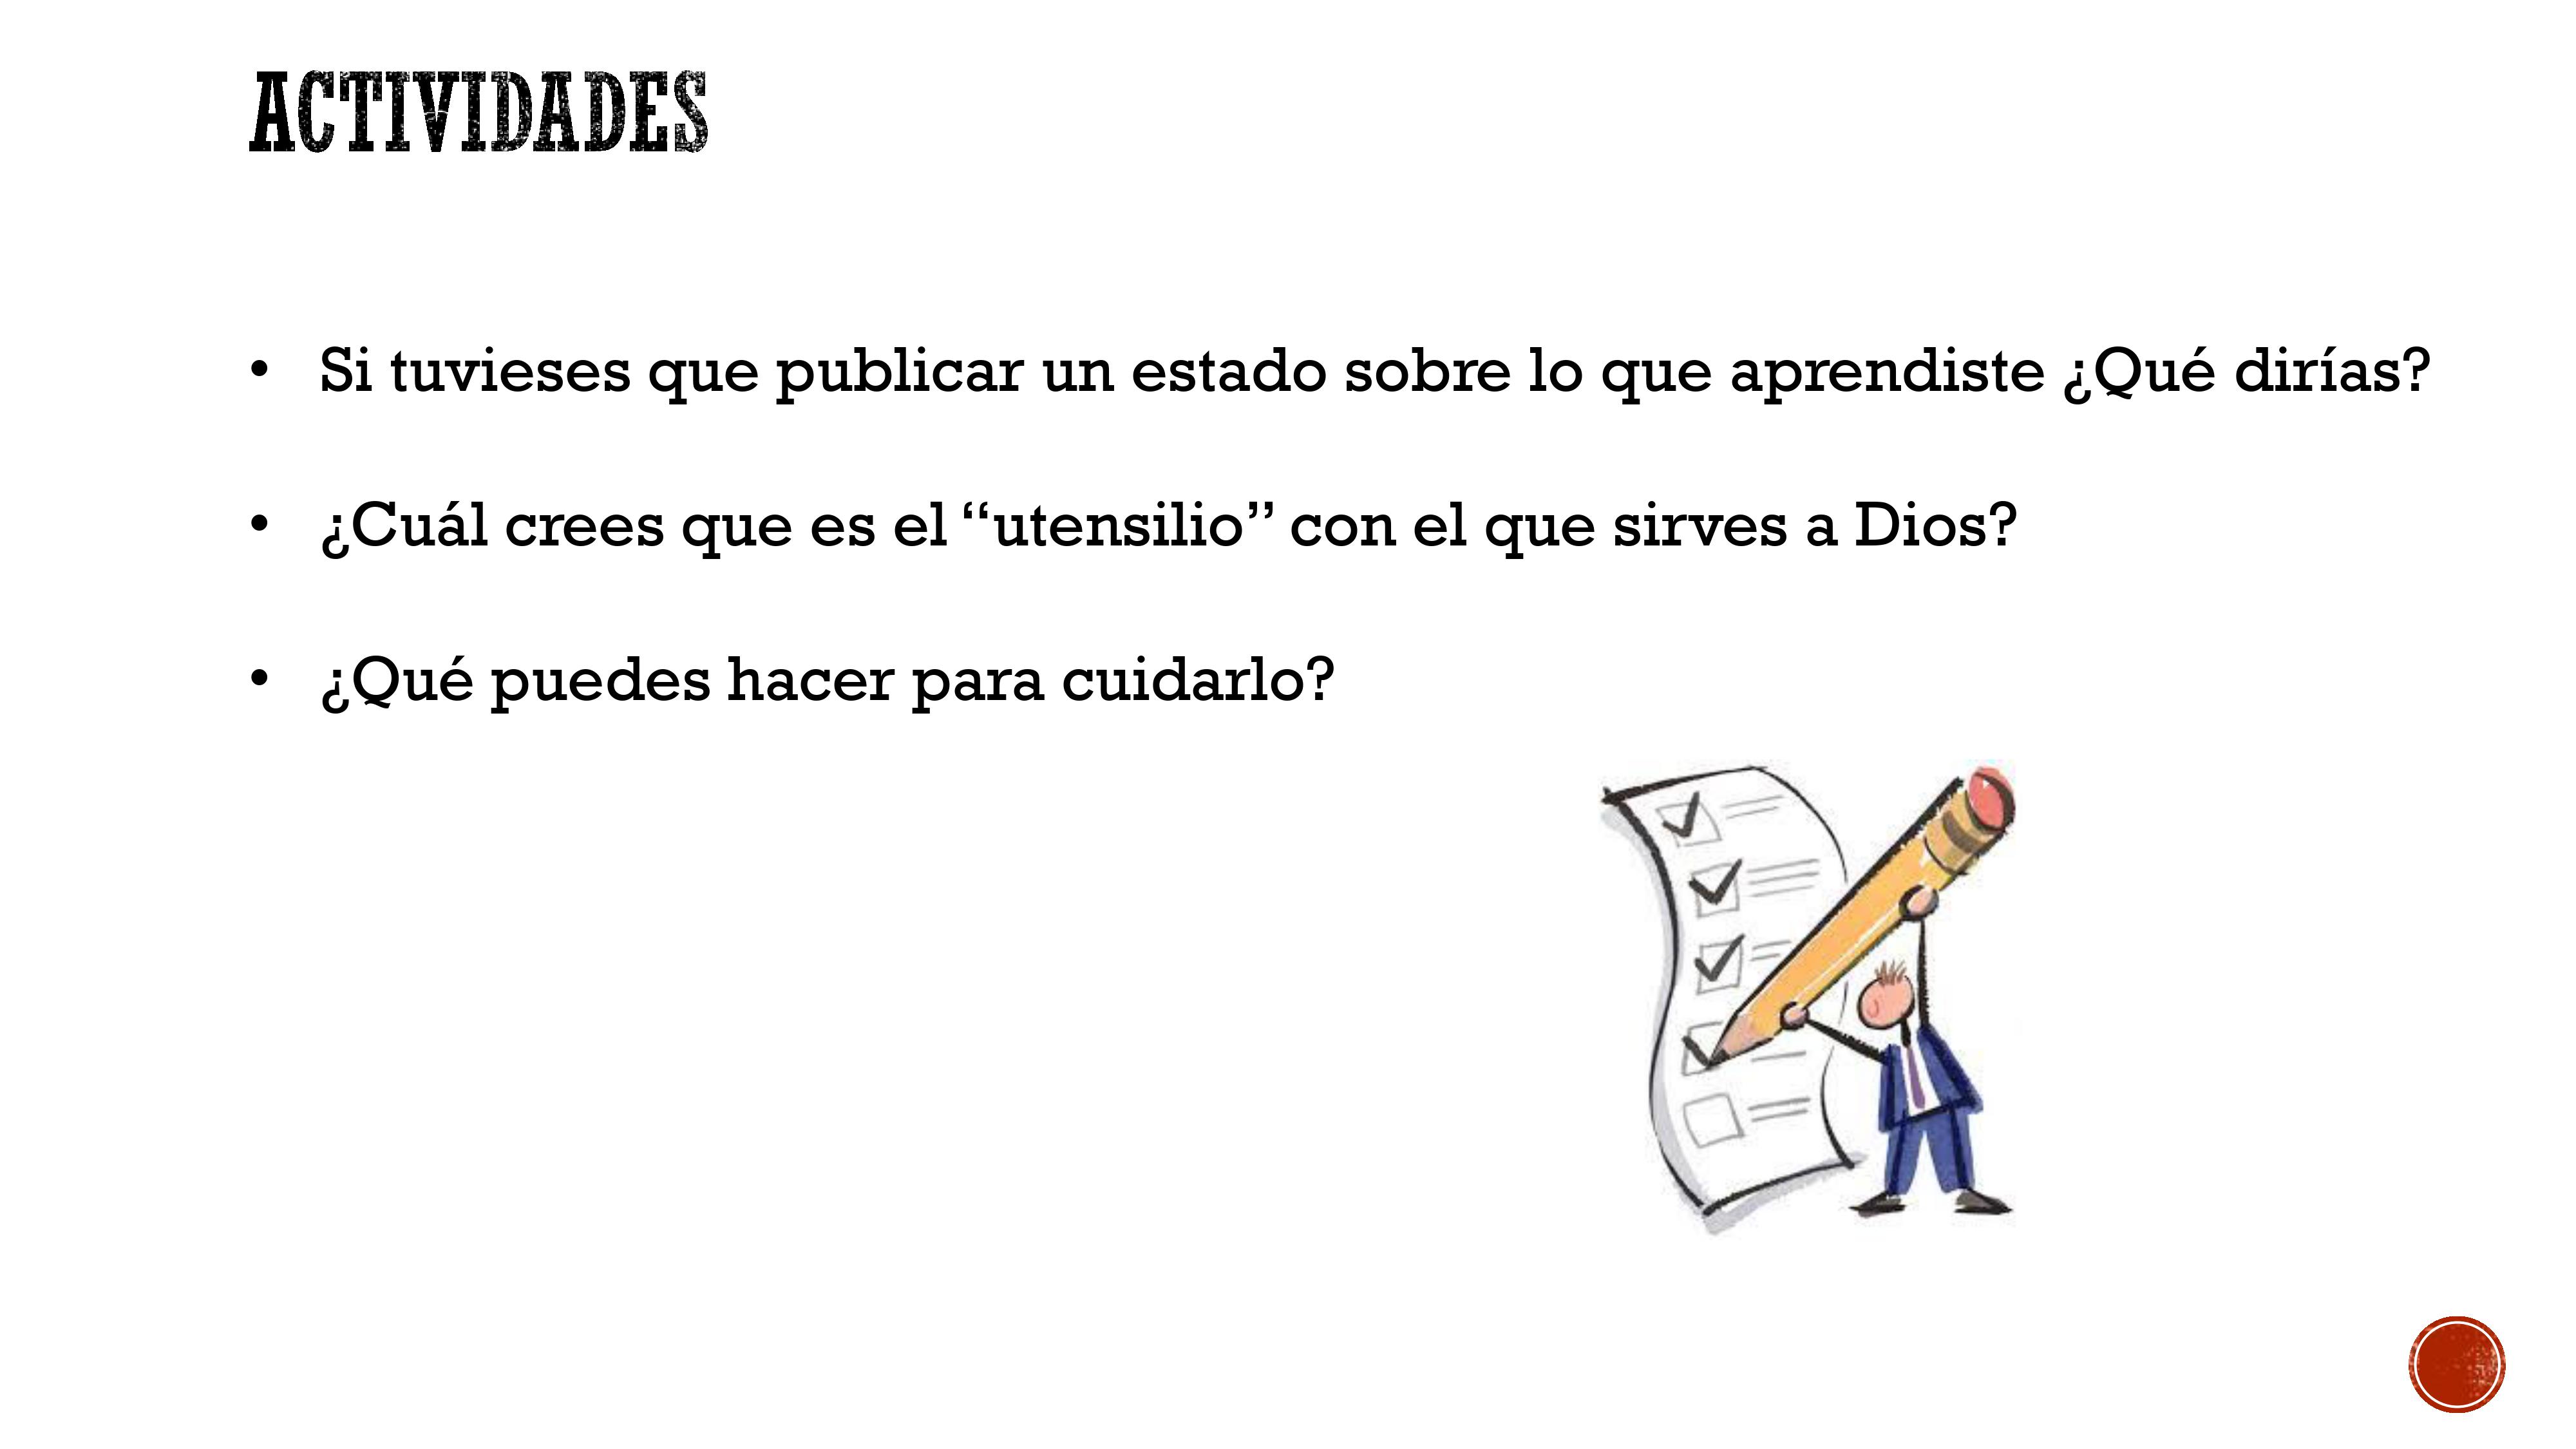 ACTIVIDADES
• Si tuvieses que publicar un estado sobre lo que aprendiste ¿Qué dirías?
• ¿Cuál crees que es el “utensilio” con el que sirves a Dios?
• ¿Qué puedes hacer para cuidarlo?